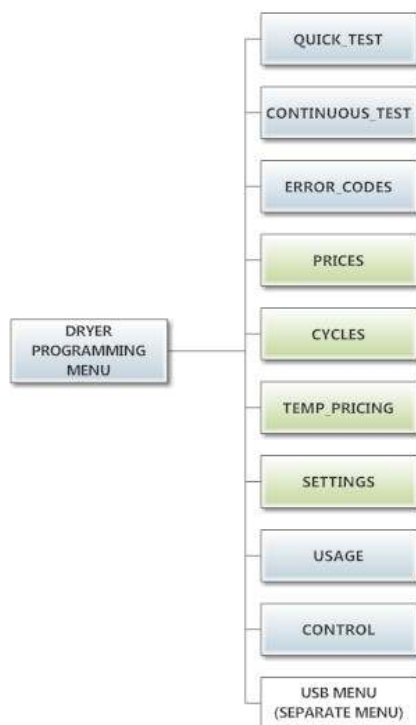 QUICK_TEST
CONTINUOUS_TEST
ERROR_CODES
PRICES
DRYER
PROGRAMMING
MENU
CYCLES
TEMP_PRICING
SETTINGS
USAGE
CONTROL
USB MENU
(SEPARATE MENU)